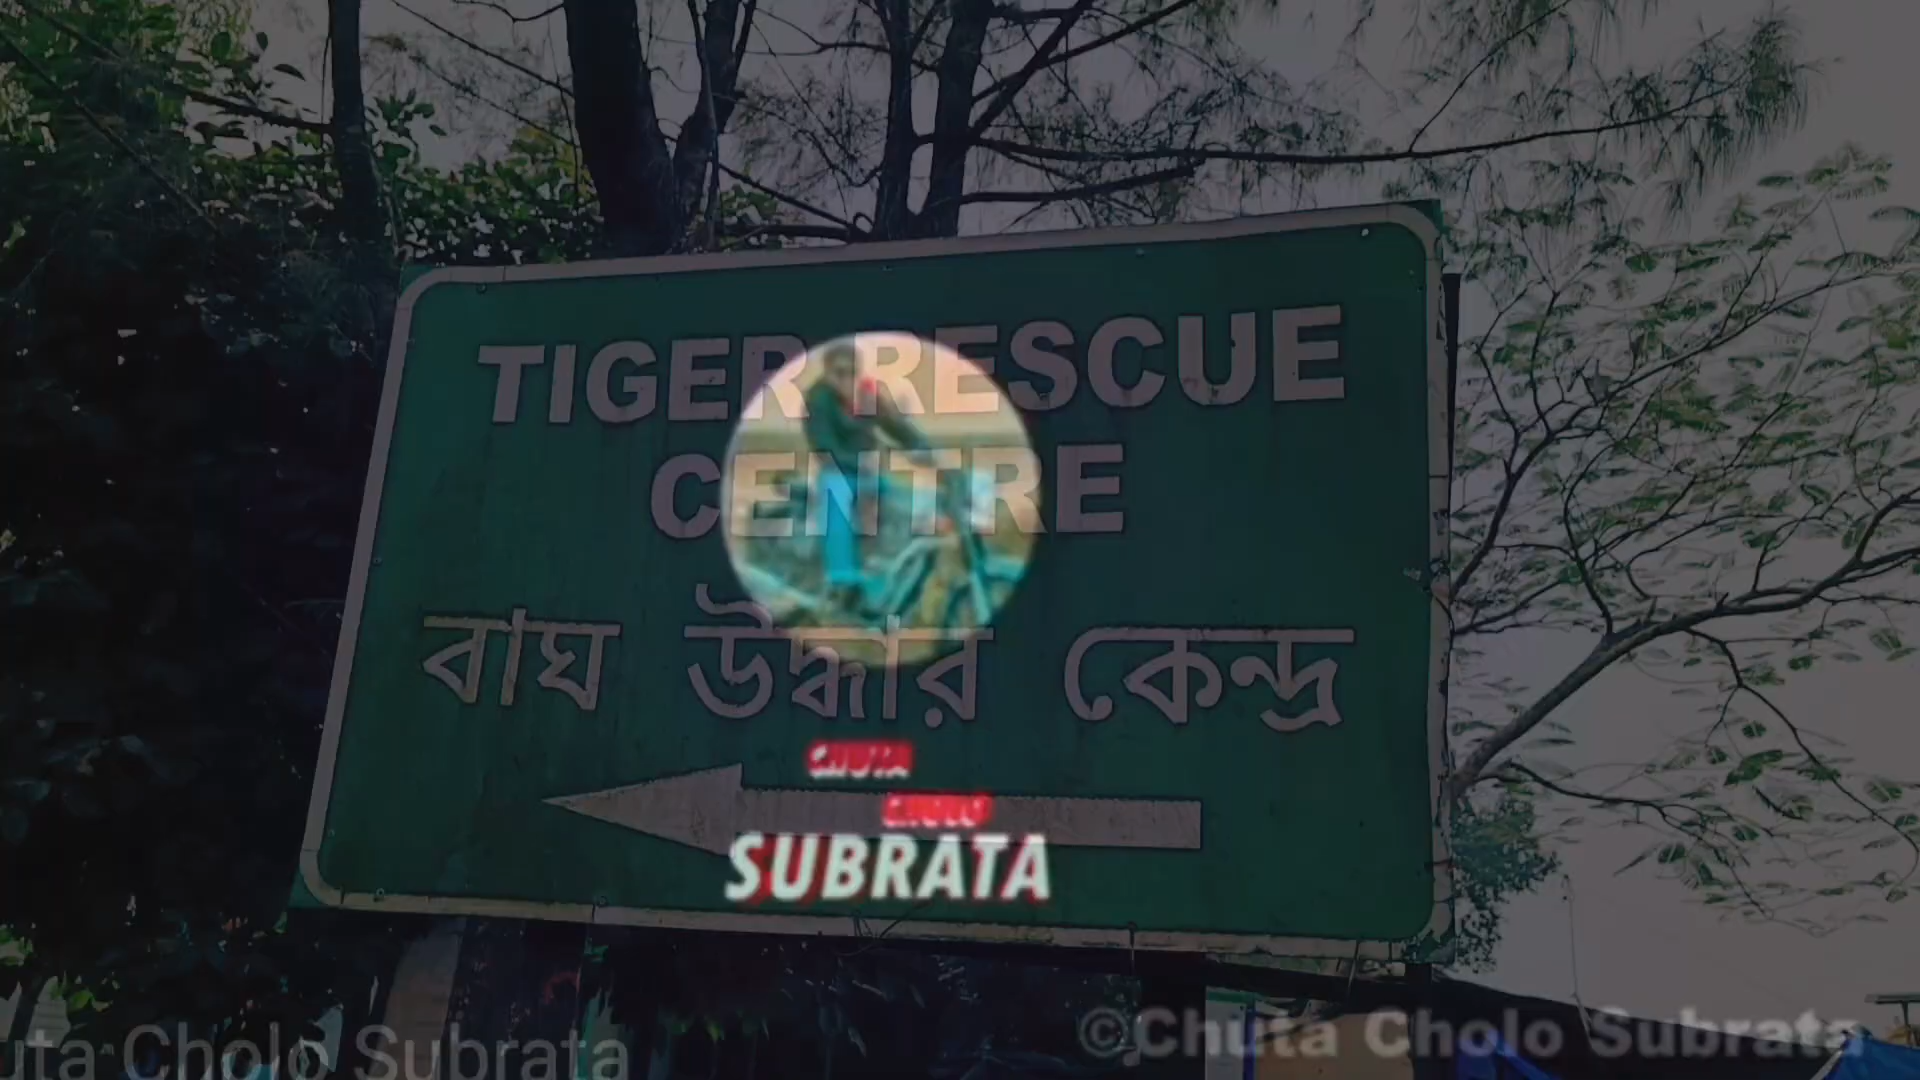 TIGER RESCUE
CENTRE
বাঘ উদ্ধার কেন্দ্র
CHUTA
CHOLO
SUBRATA
©Chuta Cholo Subrata
uta Cholo Subrata